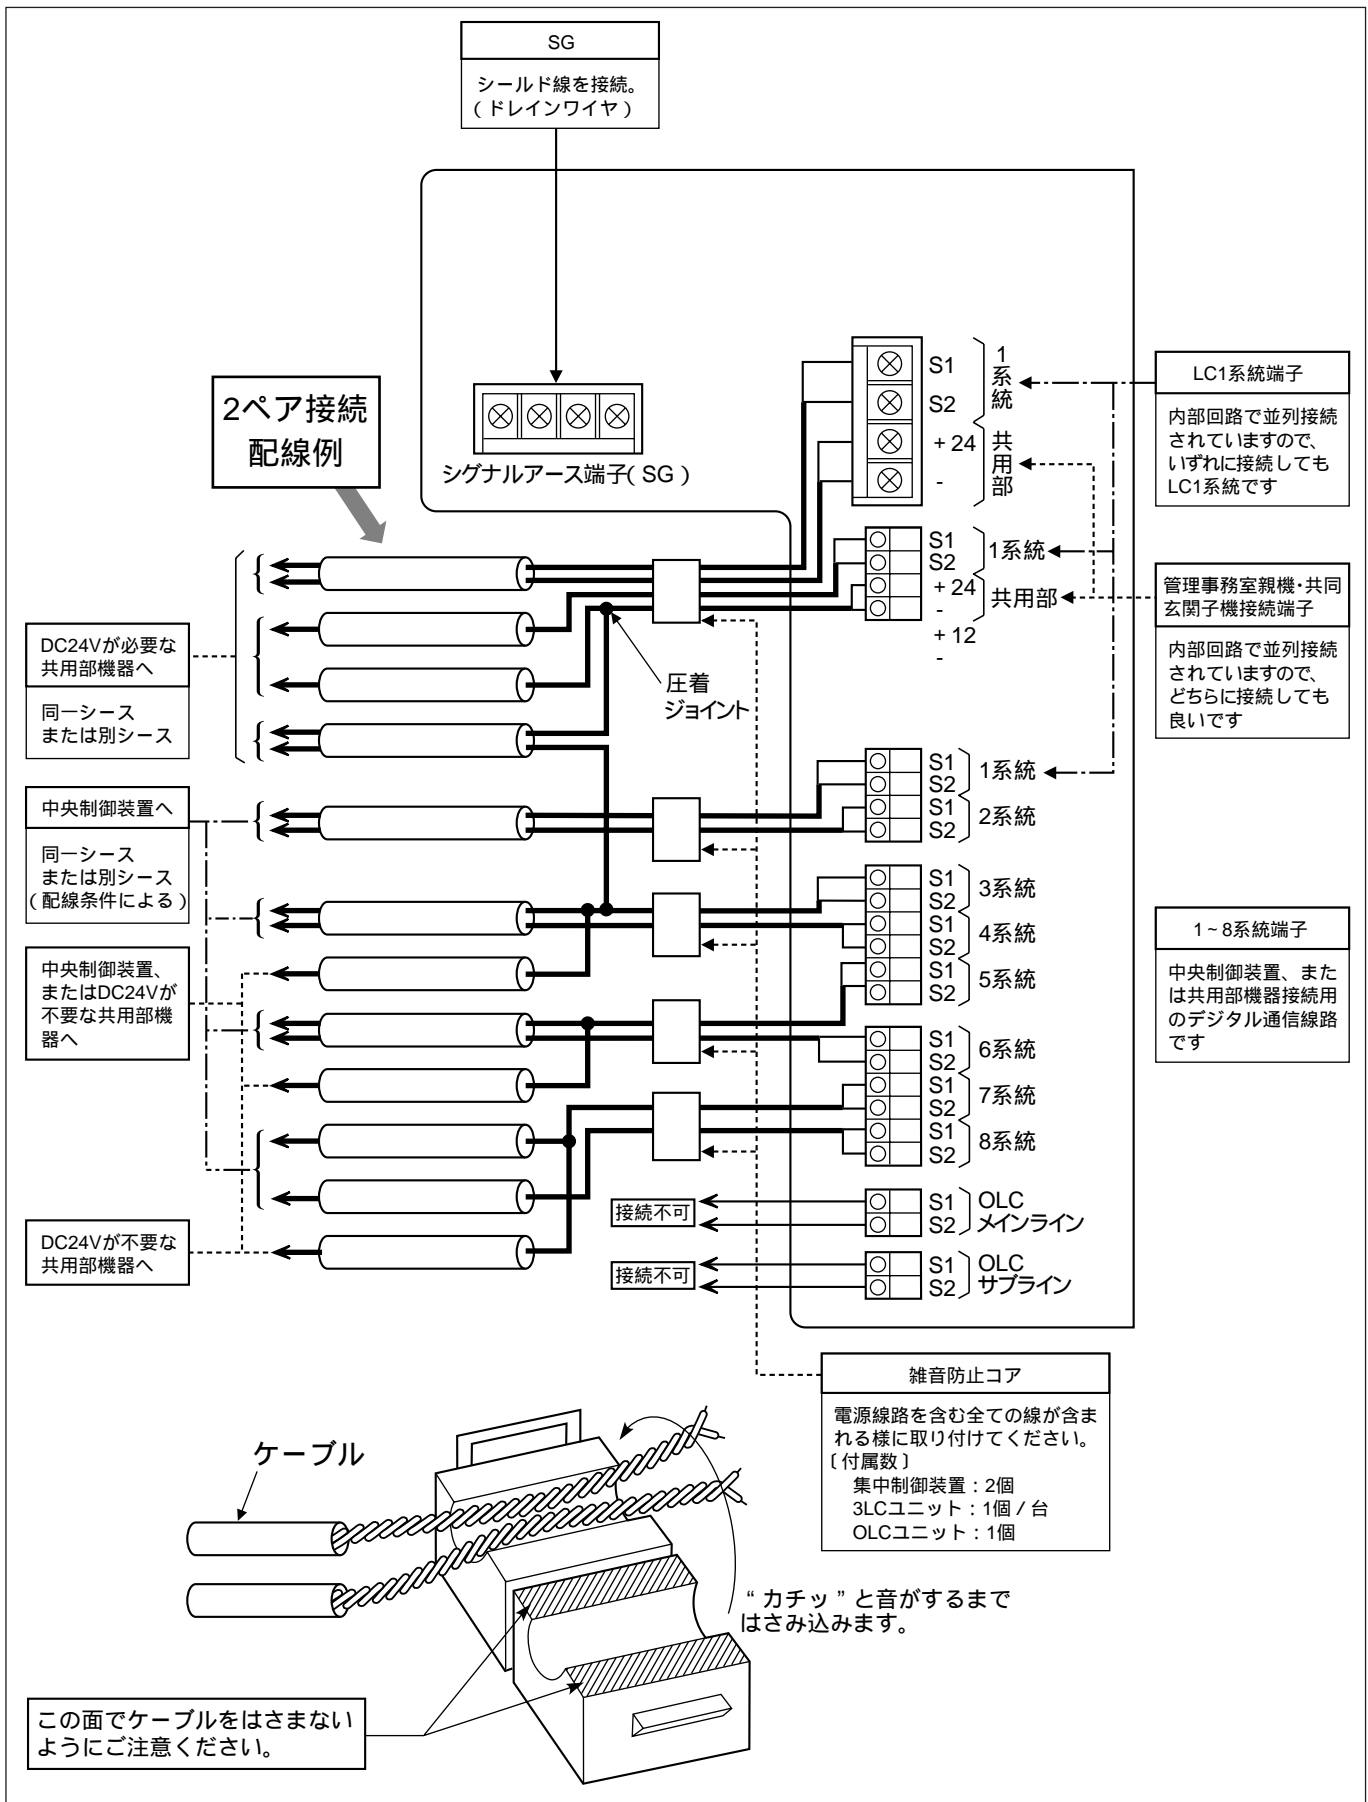 SG
シールド線を接続。
(ドレインワイヤ)
2ペア接続
配線例
シグナルアース端子(SG)
S1
S2
1系統
+24
-
共用部
LC1系統端子
内部回路で並列接続
されていますので、
いずれに接続しても
LC1系統です
S1
S2
1系統
+24
-
共用部
+12
-
管理事務室親機・共同
玄関子機接続端子
内部回路で並列接続
されていますので、
どちらに接続しても
良いです
DC24Vが必要な
共用部機器へ
同一シース
または別シース
圧着
ジョイント
中央制御装置へ
同一シース
または別シース
(配線条件による)
中央制御装置、
またはDC24Vが
不要な共用部機
器へ
DC24Vが不要な
共用部機器へ
S1
S2
1系統
S1
S2
2系統
S1
S2
3系統
S1
S2
4系統
S1
S2
5系統
S1
S2
6系統
S1
S2
7系統
S1
S2
8系統
1~8系統端子
中央制御装置、また
は共用部機器接続用
のデジタル通信線路
です
接続不可
S1
S2
OLC
メインライン
接続不可
S1
S2
OLC
サブライン
雑音防止コア
電源線路を含む全ての線が含ま
れる様に取り付けてください。
〔付属数〕
集中制御装置:2個
3LCユニット:1個/台
OLCユニット:1個
ケーブル
“カチッ”と音がするまで
はさみ込みます。
この面でケーブルをはさまない
ようにご注意ください。